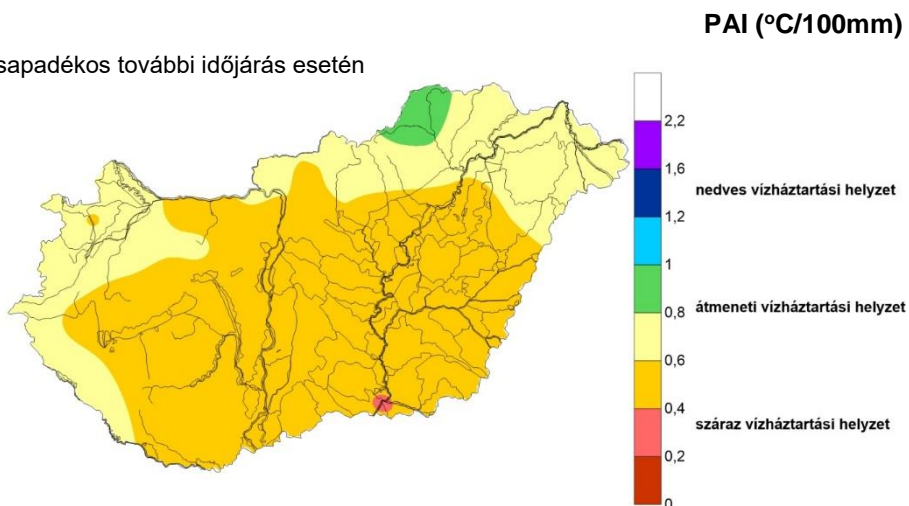 PAI (ºC/100mm)
sapadékos további időjárás esetén
2,2
1,6
nedves vízháztartási helyzet
1,2
1
0,8
átmeneti vízháztartási helyzet
0,6
0,4
száraz vízháztartási helyzet
0,2
0